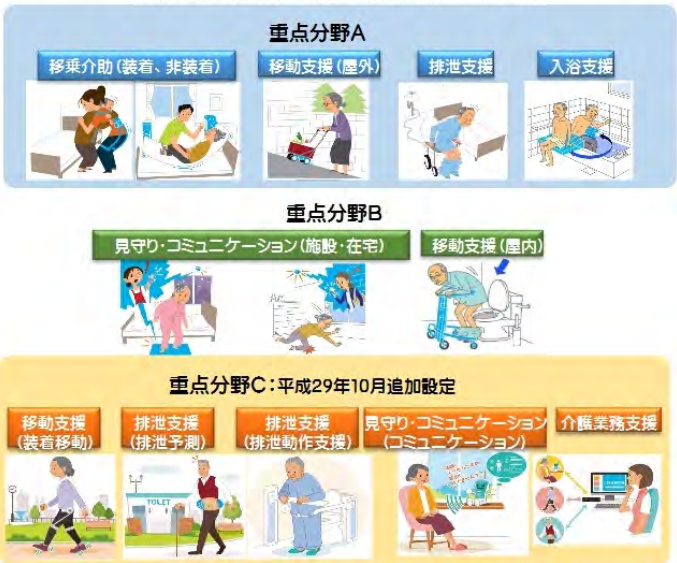 重点分野A
移乗介助(装着、非装着)
移動支援(屋外)
排泄支援
入浴支援
重点分野B
見守り・コミュニケーション(施設・在宅)
移動支援(屋内)
重点分野C:平成29年10月追加設定
移動支援
(装着移動)
排泄支援
(排泄予測)
排泄支援
(排泄動作支援)
見守り・コミュニケーション
(コミュニケーション)
介護業務支援
TOILET